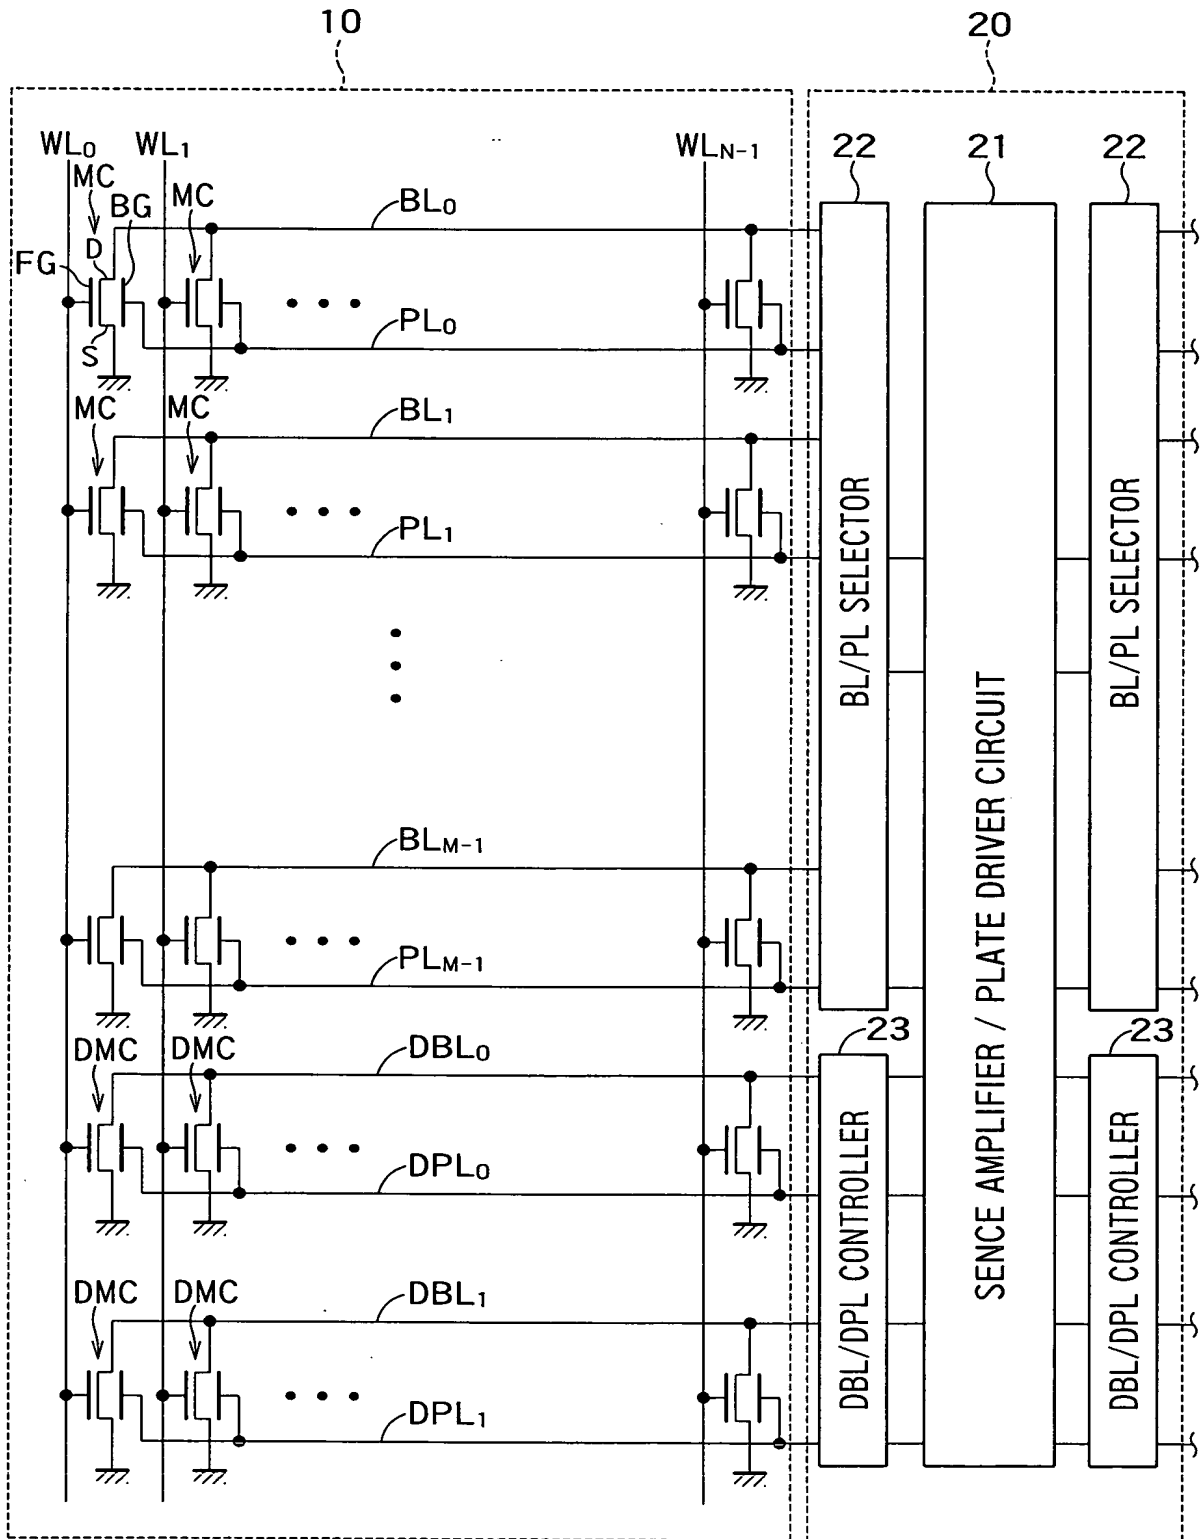 10 20
WL0 WL1 WLN-1 22 21 22
MC BG MC BL0
D
FG
S PL0
MC MC BL1
PL1
BL/PL SELECTOR
SENCE AMPLIFIER / PLATE DRIVER CIRCUIT
BL/PL SELECTOR
BLM-1
PLM-1
DMC DMC DBL0 23 23
DPL0
DBL/DPL CONTROLLER
DBL/DPL CONTROLLER
DMC DMC DBL1
DPL1